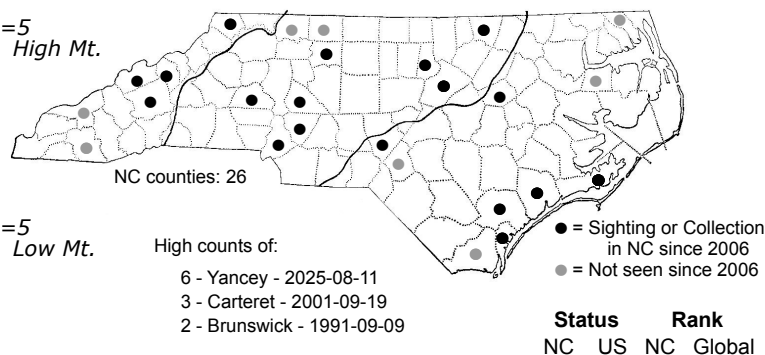 =5
High Mt.
NC counties: 26
=5
Low Mt.
High counts of:
6 - Yancey - 2025-08-11
3 - Carteret - 2001-09-19
2 - Brunswick - 1991-09-09
= Sighting or Collection
in NC since 2006
= Not seen since 2006
Status Rank
NC US NC Global